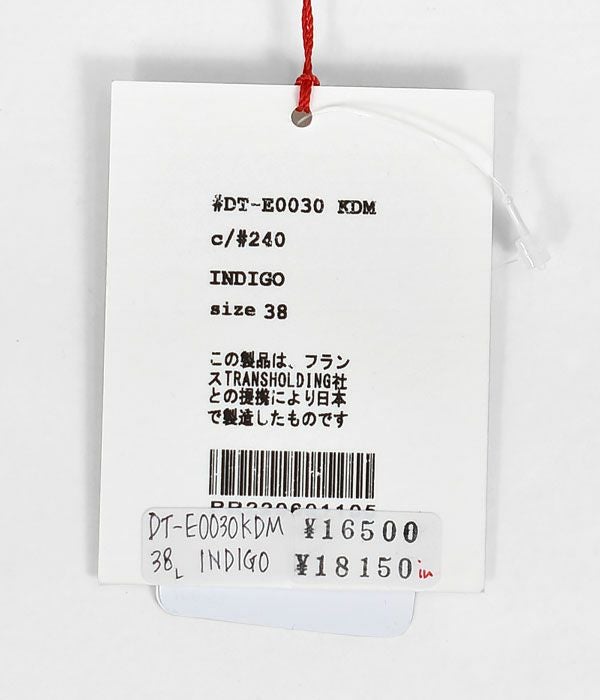 #DT-E0030 KDM
c/#240
INDIGO
size 38
この製品は、フラン
スTRANSHOLDING社
との提携により日本
で製造したものです
DT-E0030KDM ¥16500
38L INDIGO ¥18150 in